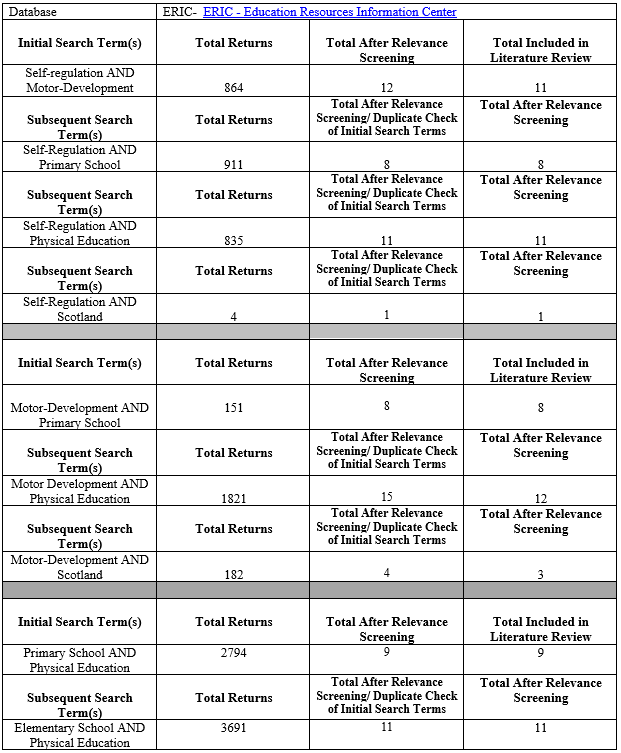 Database ERIC- ERIC - Education Resources Information Center
Initial Search Term(s) Total Returns Total After Relevance Screening Total Included in Literature Review
Self-regulation AND Motor-Development 864 12 11
Subsequent Search Term(s) Total Returns Total After Relevance Screening/ Duplicate Check of Initial Search Terms Total After Relevance Screening
Self-Regulation AND Primary School 911 8 8
Subsequent Search Term(s) Total Returns Total After Relevance Screening/ Duplicate Check of Initial Search Terms Total After Relevance Screening
Self-Regulation AND Physical Education 835 11 11
Subsequent Search Term(s) Total Returns Total After Relevance Screening/ Duplicate Check of Initial Search Terms Total After Relevance Screening
Self-Regulation AND Scotland 4 1 1
Initial Search Term(s) Total Returns Total After Relevance Screening Total Included in Literature Review
Motor-Development AND Primary School 151 8 8
Subsequent Search Term(s) Total Returns Total After Relevance Screening/ Duplicate Check of Initial Search Terms Total After Relevance Screening
Motor Development AND Physical Education 1821 15 12
Subsequent Search Term(s) Total Returns Total After Relevance Screening/ Duplicate Check of Initial Search Terms Total After Relevance Screening
Motor-Development AND Scotland 182 4 3
Initial Search Term(s) Total Returns Total After Relevance Screening Total Included in Literature Review
Primary School AND Physical Education 2794 9 9
Subsequent Search Term(s) Total Returns Total After Relevance Screening/ Duplicate Check of Initial Search Terms Total After Relevance Screening
Elementary School AND Physical Education 3691 11 11